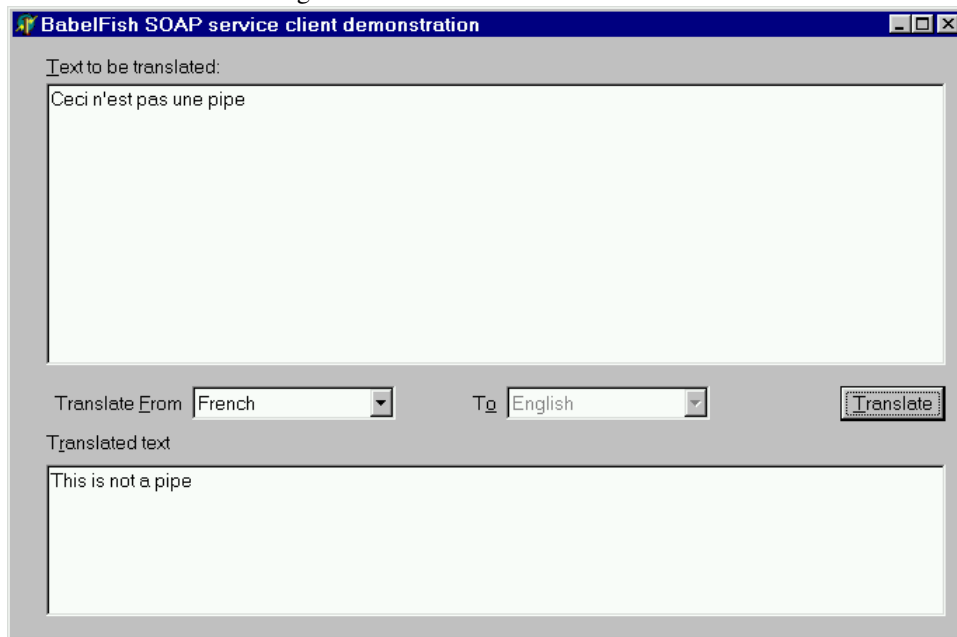 BabelFish SOAP service client demonstration
Text to be translated:
Ceci n'est pas une pipe
Translate From French To English Translate
Translated text
This is not a pipe